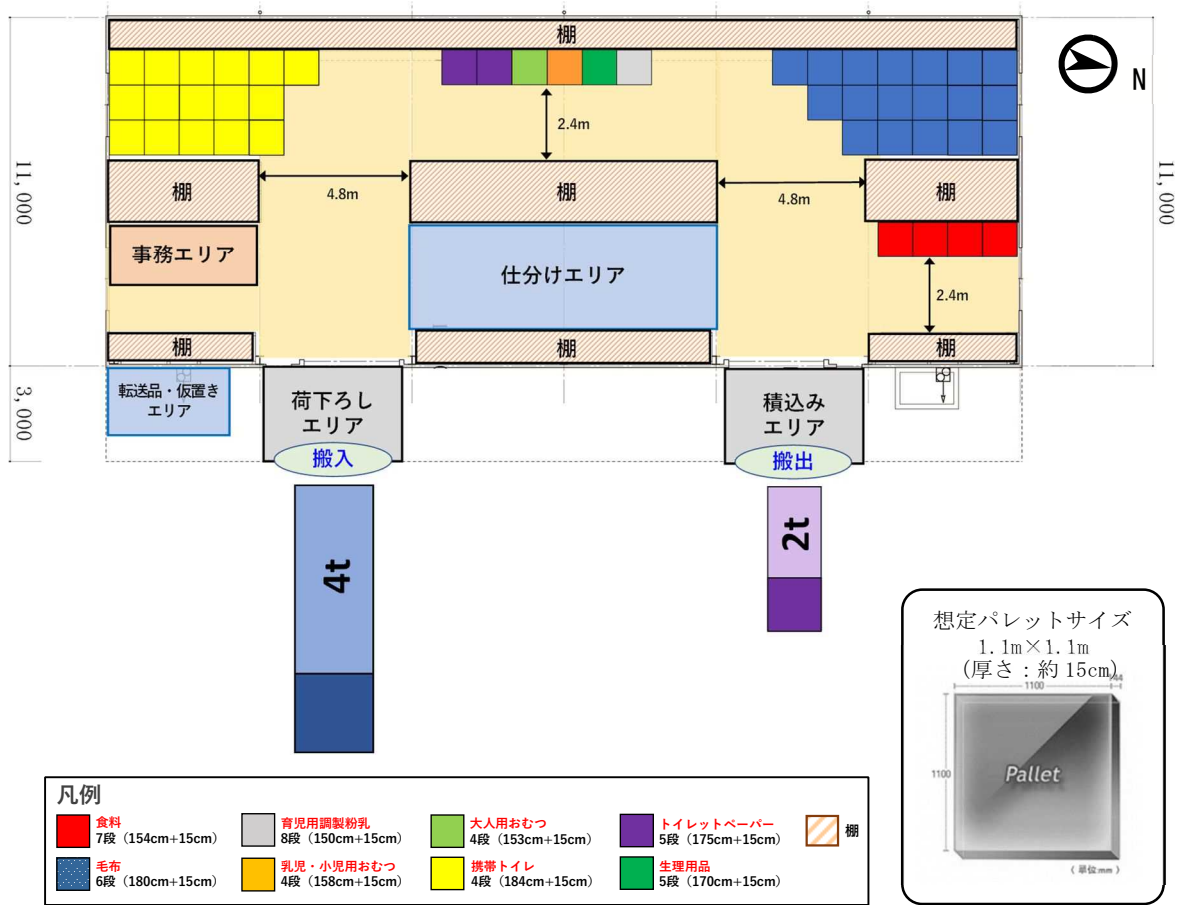 棚
N
2.4m
11,000
11,000
棚
4.8m
棚
4.8m
棚
事務エリア
仕分けエリア
2.4m
棚
棚
棚
3,000
転送品・仮置き
エリア
荷下ろし
エリア
搬入
積込み
エリア
搬出
4t
2t
想定パレットサイズ
1.1m×1.1m
(厚さ：約15cm)
1100
144
1100
Pallet
（単位:mm）
凡例
食料
7段（154cm+15cm）
育児用調製粉乳
8段（150cm+15cm）
大人用おむつ
4段（153cm+15cm）
トイレットペーパー
5段（175cm+15cm）
棚
毛布
6段（180cm+15cm）
乳児・小児用おむつ
4段（158cm+15cm）
携帯トイレ
4段（184cm+15cm）
生理用品
5段（170cm+15cm）